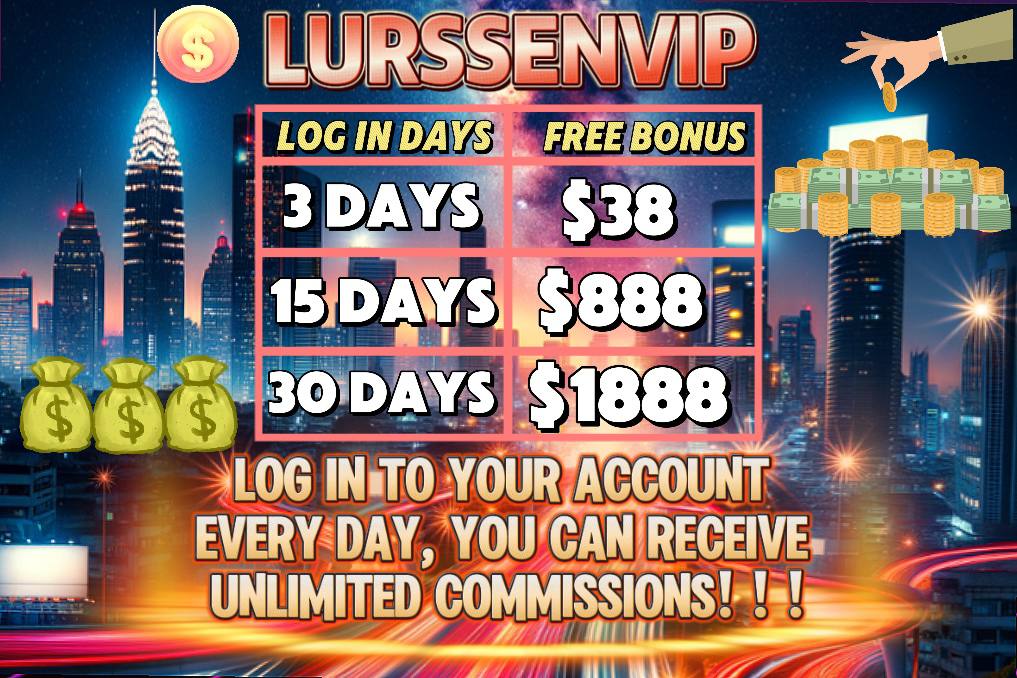 LURSSENVIP
LOG IN DAYS FREE BONUS
3 DAYS $38
15 DAYS $888
30 DAYS $1888
LOG IN TO YOUR ACCOUNT
EVERY DAY, YOU CAN RECEIVE
UNLIMITED COMMISSIONS! ! !